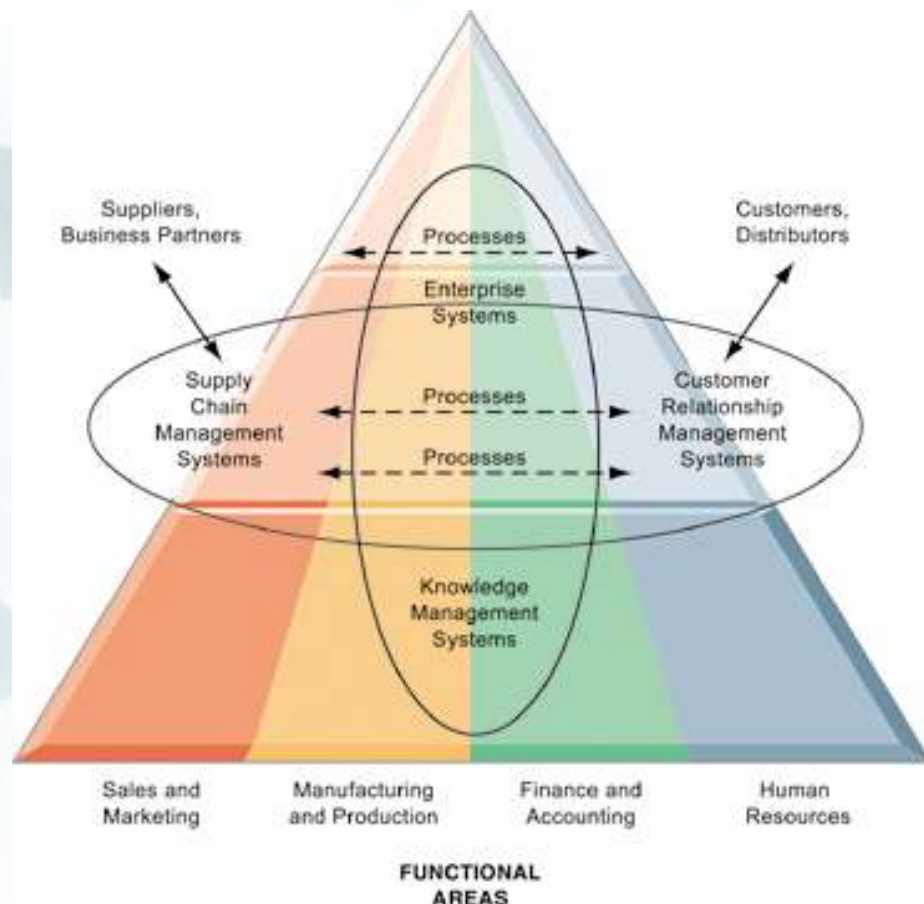 Suppliers,
Business Partners
Customers,
Distributors
Processes
Enterprise
Systems
Supply
Chain
Management
Systems
Processes
Processes
Customer
Relationship
Management
Systems
Knowledge
Management
Systems
Sales and
Marketing
Manufacturing
and Production
Finance and
Accounting
Human
Resources
FUNCTIONAL
AREAS